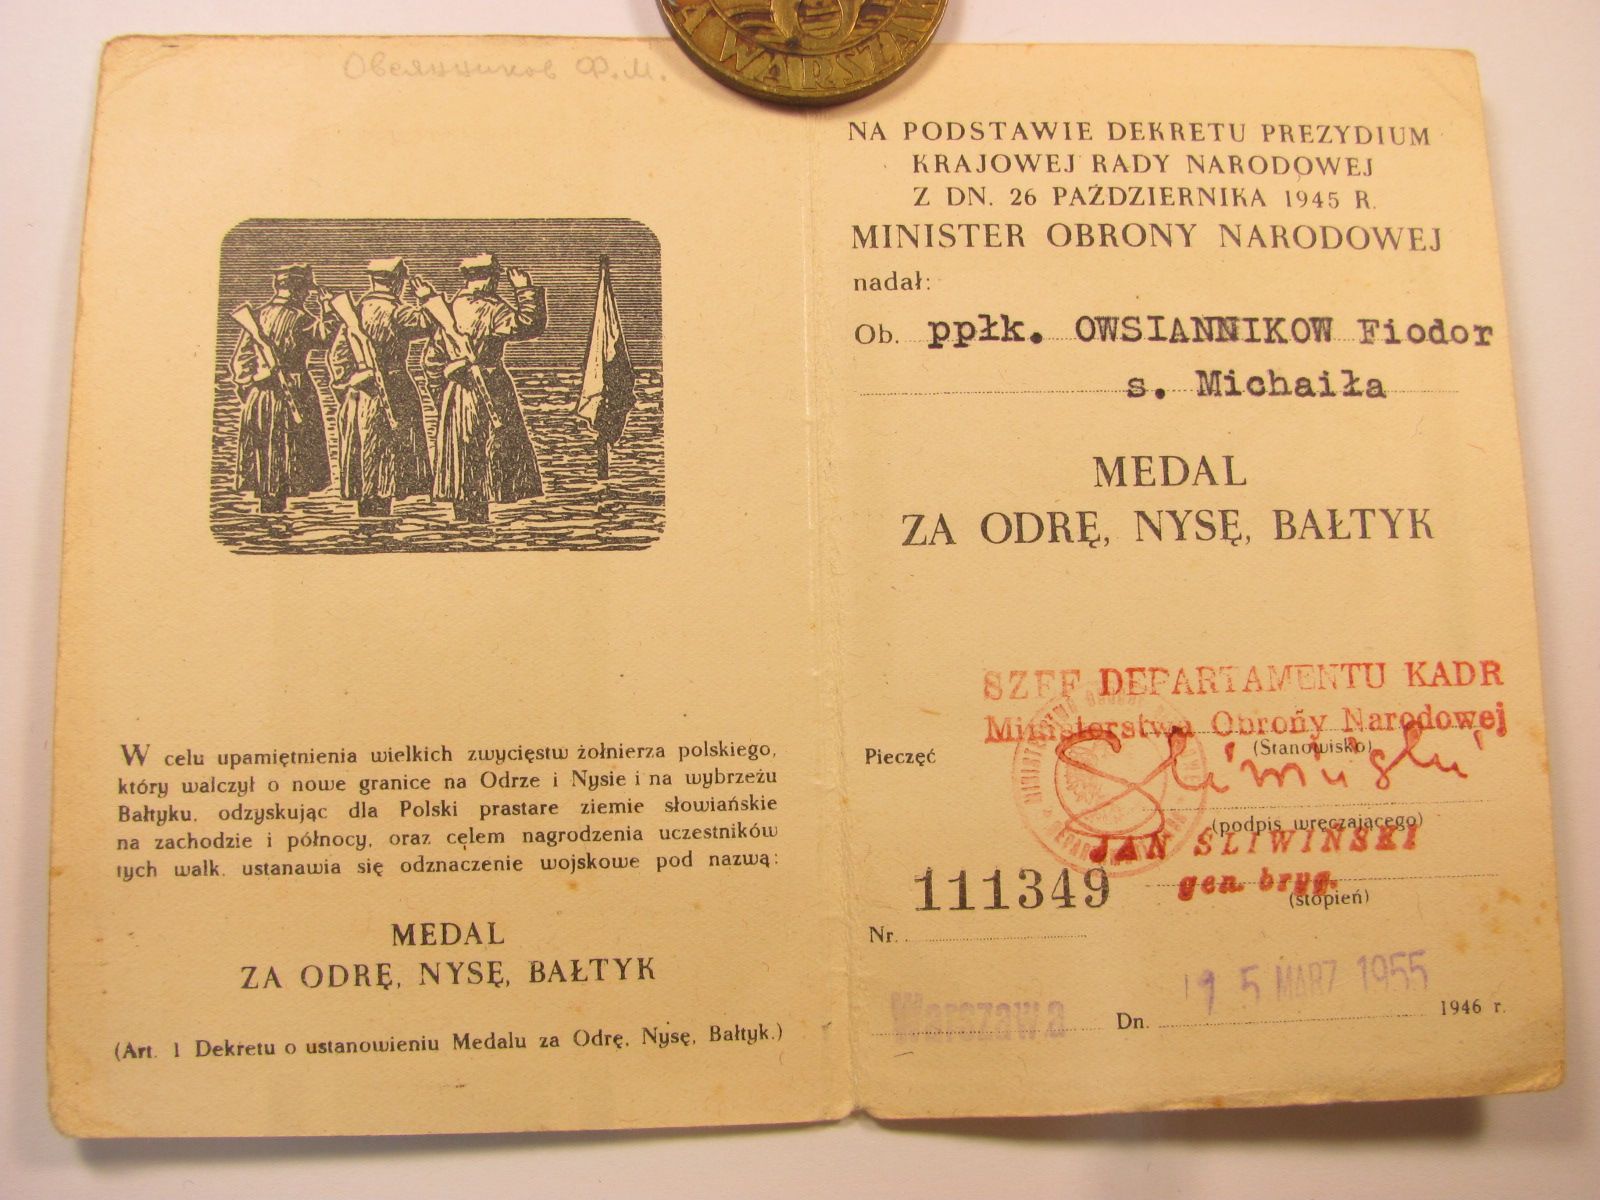 A WARSZAW
Овсянников Ф.М.
W celu upamiętnienia wielkich zwycięstw żołnierza polskiego,
który walczył o nowe granice na Odrze i Nysie i na wybrzeżu
Bałtyku, odzyskując dla Polski prastare ziemie słowiańskie
na zachodzie i północy, oraz celem nagrodzenia uczestników
tych walk. ustanawia się odznaczenie wojskowe pod nazwą:
MEDAL
ZA ODRĘ, NYSĘ, BAŁTYK
(Art. 1 Dekretu o ustanowieniu Medalu za Odrę, Nysę, Bałtyk.)
NA PODSTAWIE DEKRETU PREZYDIUM
KRAJOWEJ RADY NARODOWEJ
Z DN. 26 PAŹDZIERNIKA 1945 R.
MINISTER OBRONY NARODOWEJ
nadał:
Ob. ppłk. OWSIANNIKOW Fiodor
s. Michaiła
MEDAL
ZA ODRĘ, NYSĘ, BAŁTYK
SZEF DEPARTAMENTU KADR
Ministerstwa Obrony Narodowej
Pieczęć (Stanowisko)
(podpis wręczającego)
JAN ŚLIWIŃSKI
gen. bryg.
(stopień)
111349
Nr.
Warszawa Dn. 15 MARZ 1955 1946 r.